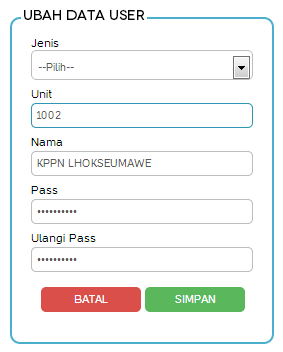 UBAH DATA USER
Jenis
--Pilih--
Unit
1002
Nama
KPPN LHOKSEUMAWE
Pass
••••••••••
Ulangi Pass
••••••••••
BATAL
SIMPAN